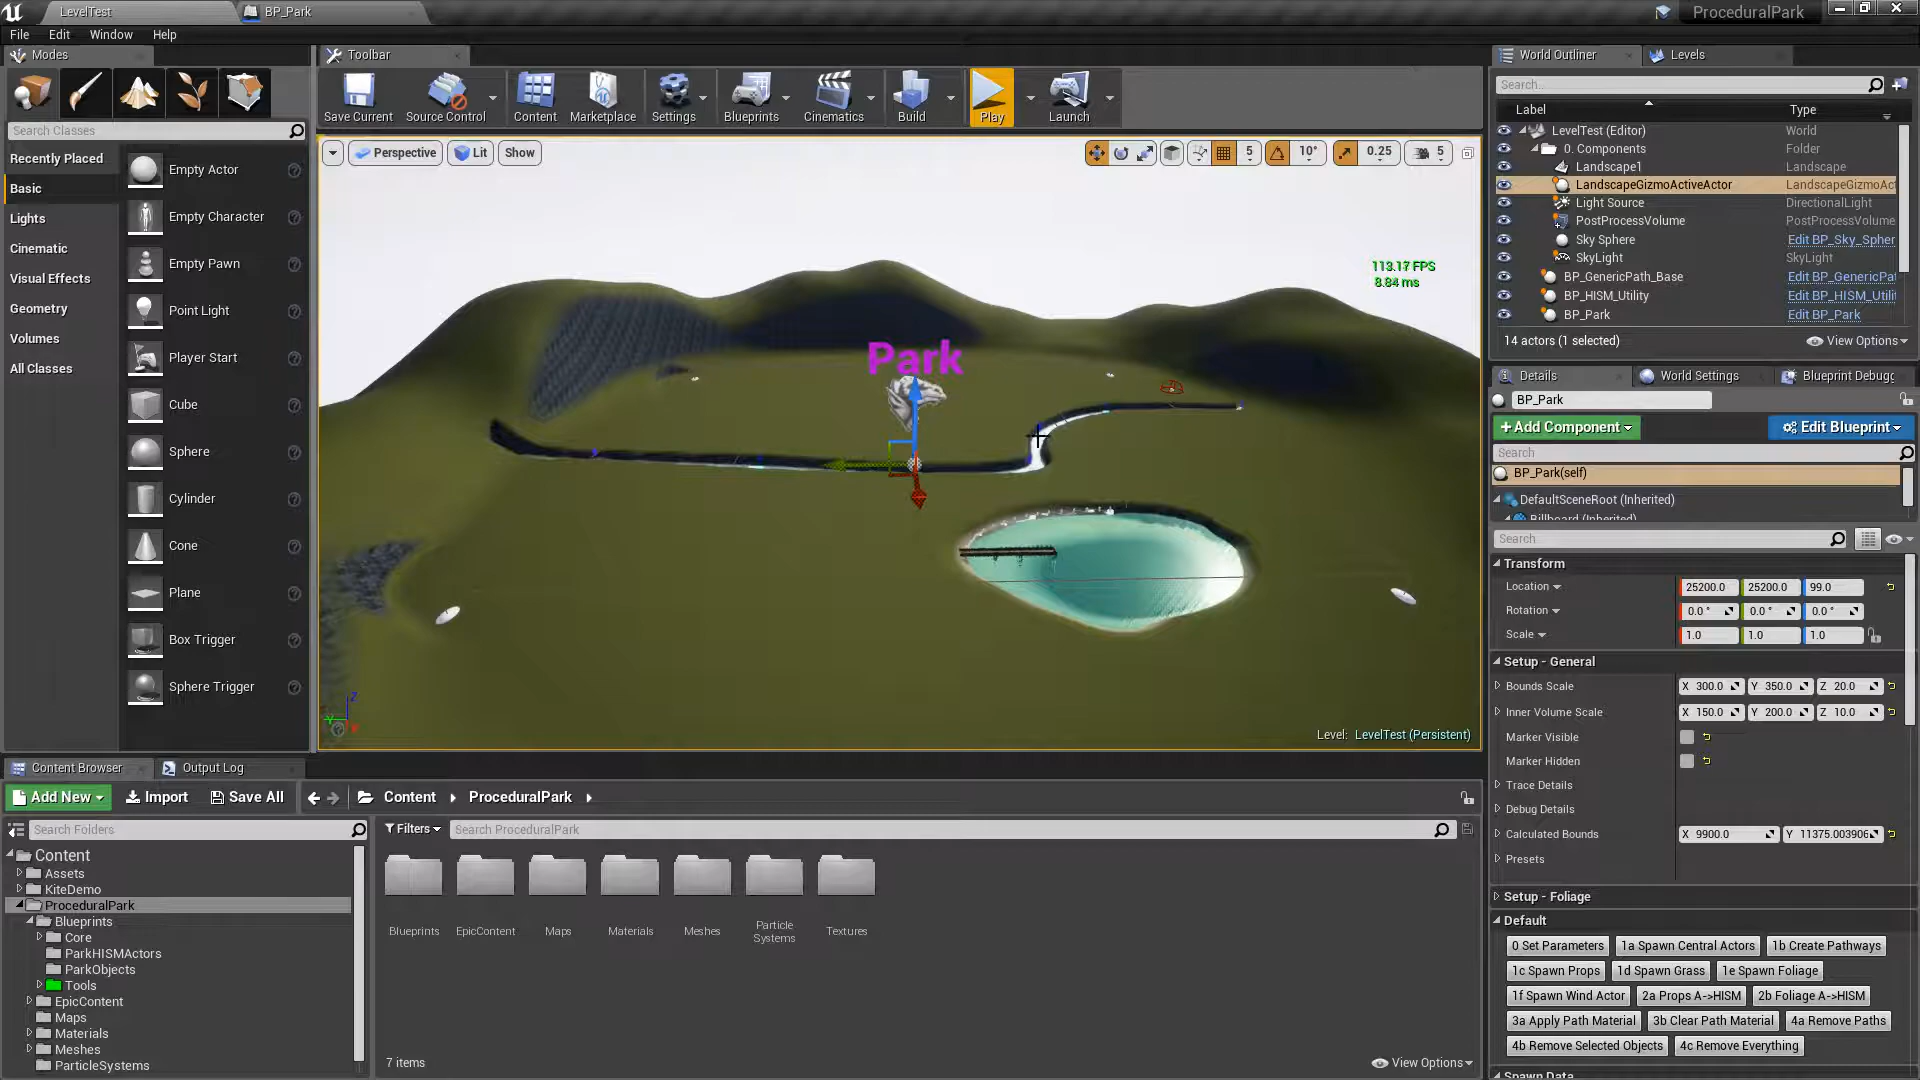 LevelTest
BP_Park
ProceduralPark
File
Edit
Window
Help
Modes
Toolbar
World Outliner
Levels
Save Current
Source Control
Content
Marketplace
Settings
Blueprints
Cinematics
Build
Play
Launch
Search Classes
Recently Placed
Basic
Lights
Cinematic
Visual Effects
Geometry
Volumes
All Classes
Empty Actor
Empty Character
Empty Pawn
Point Light
Player Start
Cube
Sphere
Cylinder
Cone
Plane
Box Trigger
Sphere Trigger
Perspective
Lit
Show
5
10°
0.25
5
113.17 FPS
8.84 ms
Park
Level: LevelTest (Persistent)
Search...
Label Type
LevelTest (Editor) World
0. Components Folder
Landscape1 Landscape
LandscapeGizmoActiveActor LandscapeGizmoAct
Light Source DirectionalLight
PostProcessVolume PostProcessVolume
Sky Sphere Edit BP_Sky_Spher
SkyLight SkyLight
BP_GenericPath_Base Edit BP_GenericPat
BP_HISM_Utility Edit BP_HISM_Utilit
BP_Park Edit BP_Park
14 actors (1 selected)
View Options
Details
World Settings
Blueprint Debugg
BP_Park
+Add Component
Edit Blueprint
Search
BP_Park(self)
DefaultSceneRoot (Inherited)
Billboard (Inherited)
Search
Transform
Location 25200.0 25200.0 99.0
Rotation 0.0 ° 0.0 ° 0.0 °
Scale 1.0 1.0 1.0
Setup - General
Bounds Scale X 300.0 Y 350.0 Z 20.0
Inner Volume Scale X 150.0 Y 200.0 Z 10.0
Marker Visible
Marker Hidden
Trace Details
Debug Details
Calculated Bounds X 9900.0 Y 11375.003906
Presets
Setup - Foliage
Default
0 Set Parameters 1a Spawn Central Actors 1b Create Pathways
1c Spawn Props 1d Spawn Grass 1e Spawn Foliage
1f Spawn Wind Actor 2a Props A->HISM 2b Foliage A->HISM
3a Apply Path Material 3b Clear Path Material 4a Remove Paths
4b Remove Selected Objects 4c Remove Everything
Spawn Data
Content Browser
Output Log
Add New
Import
Save All
Content
ProceduralPark
Search Folders
Filters
Search ProceduralPark
Content
Assets
KiteDemo
ProceduralPark
Blueprints
Core
ParkHISMActors
ParkObjects
Tools
EpicContent
Maps
Materials
Meshes
ParticleSystems
Blueprints
EpicContent
Maps
Materials
Meshes
Particle
Systems
Textures
7 items
View Options